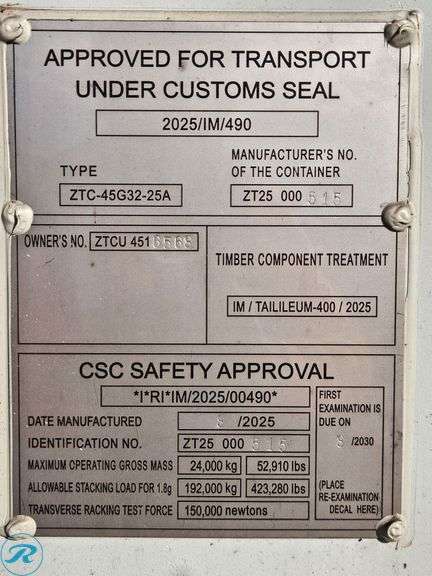 APPROVED FOR TRANSPORT
UNDER CUSTOMS SEAL
2025/IM/490
TYPE
MANUFACTURER'S NO.
OF THE CONTAINER
ZTC-45G32-25A
ZT25 000 515
OWNER'S NO. ZTCU 451
TIMBER COMPONENT TREATMENT
IM / TAILILEUM-400 / 2025
CSC SAFETY APPROVAL
*I*RI*IM/2025/00490*
DATE MANUFACTURED /2025
IDENTIFICATION NO. ZT25 000 515
MAXIMUM OPERATING GROSS MASS 24,000 kg 52,910 lbs
ALLOWABLE STACKING LOAD FOR 1.8g 192,000 kg 423,280 lbs
TRANSVERSE RACKING TEST FORCE 150,000 newtons
FIRST
EXAMINATION IS
DUE ON
/2030
(PLACE
RE-EXAMINATION
DECAL HERE)
R